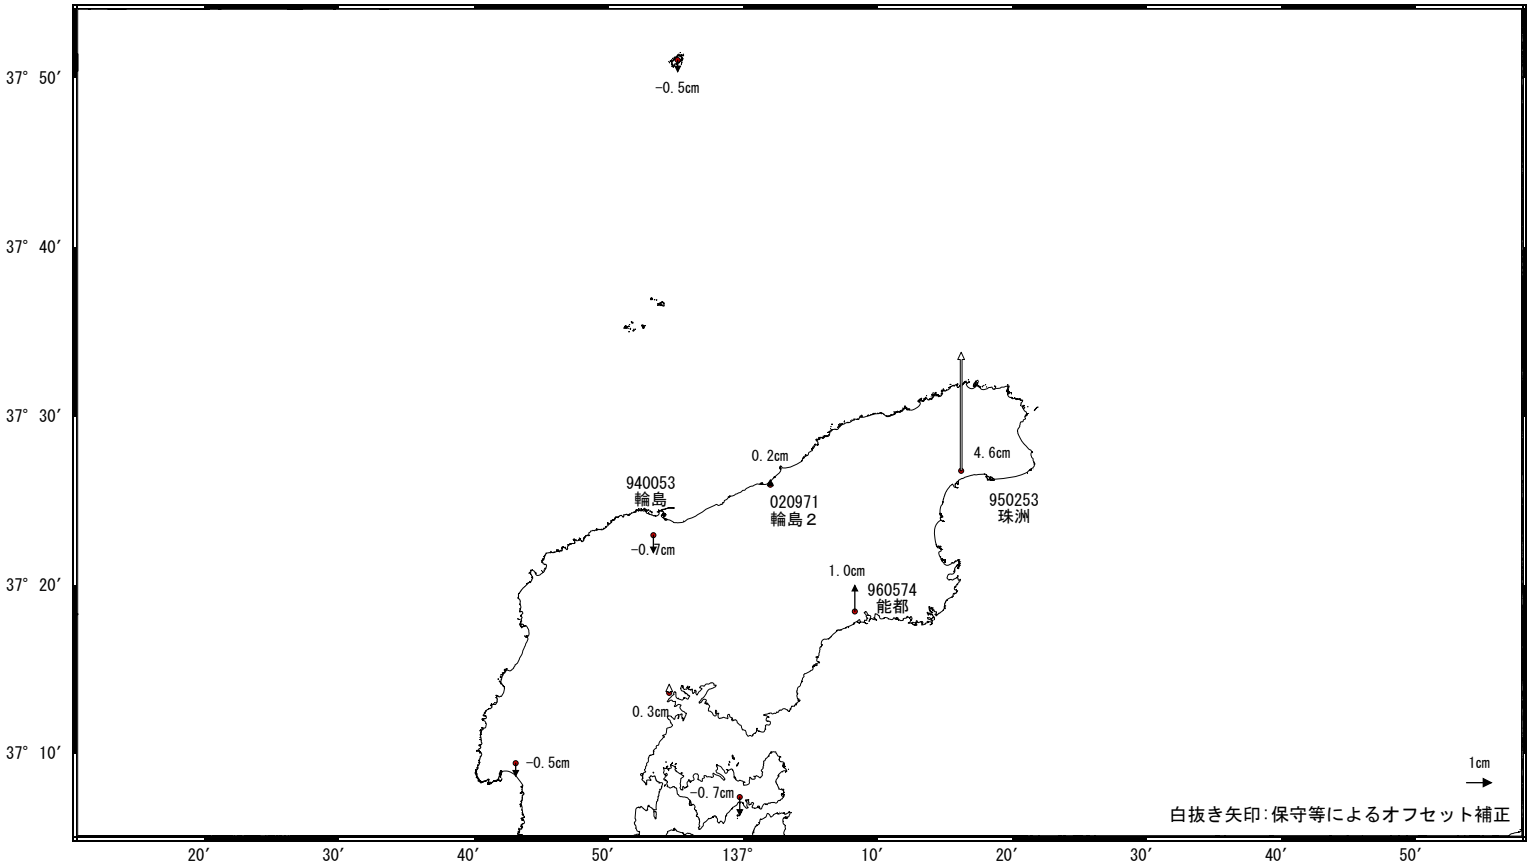 37° 50′
-0.5cm
37° 40′
37° 30′
0.2cm
4.6cm
940053
輪島
020971
輪島２
950253
珠洲
-0.7cm
1.0cm
37° 20′
960574
能都
0.3cm
37° 10′
-0.5cm
1cm
-0.7cm
白抜き矢印:保守等によるオフセット補正
20′
30′
40′
50′
137°
10′
20′
30′
40′
50′